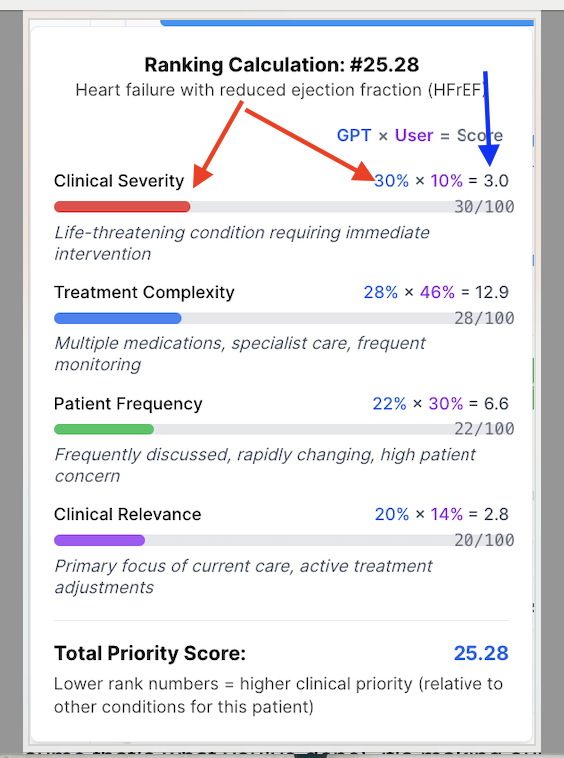 Ranking Calculation: #25.28
Heart failure with reduced ejection fraction (HFrEF)
GPT × User = Score
Clinical Severity 30% × 10% = 3.0
30/100
Life-threatening condition requiring immediate
intervention
Treatment Complexity 28% × 46% = 12.9
28/100
Multiple medications, specialist care, frequent
monitoring
Patient Frequency 22% × 30% = 6.6
22/100
Frequently discussed, rapidly changing, high patient
concern
Clinical Relevance 20% × 14% = 2.8
20/100
Primary focus of current care, active treatment
adjustments
Total Priority Score: 25.28
Lower rank numbers = higher clinical priority (relative to
other conditions for this patient)